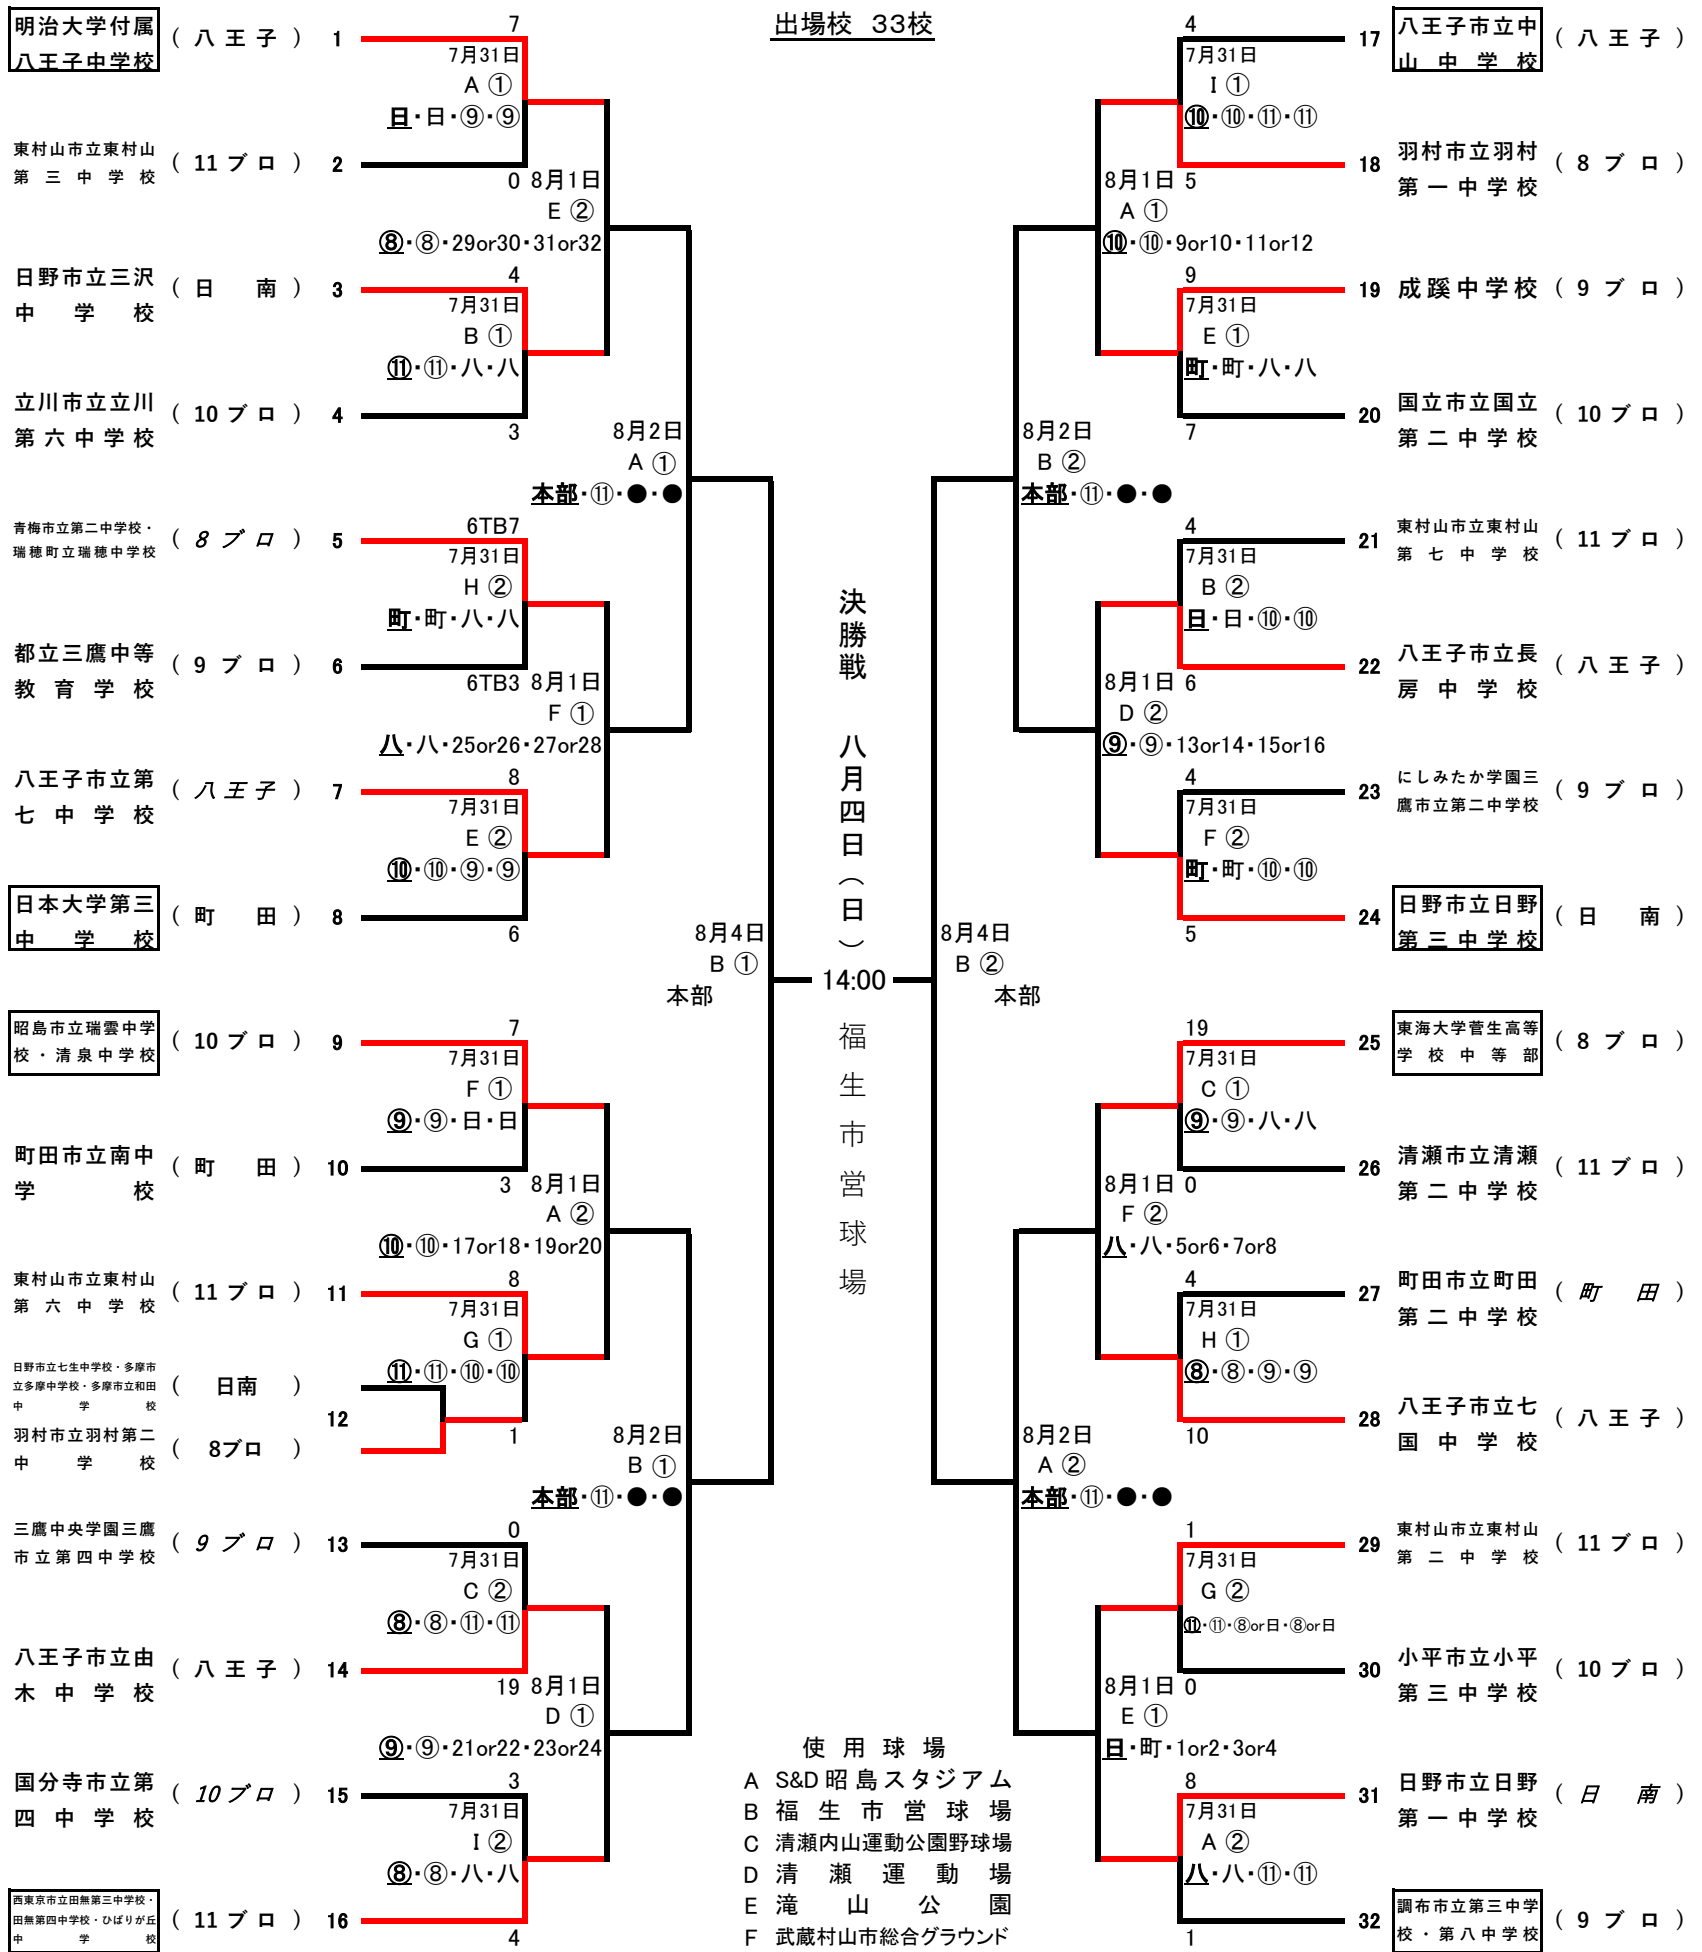 出場校 33校
明治大学付属
八王子中学校
( 八王子 ) 1
7
7月31日
A ①
日・日・⑨・⑨
東村山市立東村山
第三中学校
( 11ブロ ) 2
0
8月1日
E ②
⑧・⑧・29or30・31or32
日野市立三沢
中学校
( 日南 ) 3
4
7月31日
B ①
⑪・⑪・八・八
立川市立立川
第六中学校
( 10ブロ ) 4
3
8月2日
A ①
本部・⑪・●・●
青梅市立第二中学校・
瑞穂町立瑞穂中学校
( 8ブロ ) 5
6TB7
7月31日
H ②
町・町・八・八
都立三鷹中等
教育学校
( 9ブロ ) 6
6TB3
8月1日
F ①
八・八・25or26・27or28
八王子市立第
七中学校
( 八王子 ) 7
8
7月31日
E ②
⑩・⑩・⑨・⑨
日本大学第三
中学校
( 町田 ) 8
6
8月4日
B ①
本部
昭島市立瑞雲中学
校・清泉中学校
( 10ブロ ) 9
7
7月31日
F ①
⑨・⑨・日・日
町田市立南中
学校
( 町田 ) 10
3
8月1日
A ②
⑩・⑩・17or18・19or20
東村山市立東村山
第六中学校
( 11ブロ ) 11
8
7月31日
G ①
⑪・⑪・⑩・⑩
日野市立七生中学校・多摩市
立多摩中学校・多摩市立和田
中学校
( 日南 )
12
羽村市立羽村第二
中学校
( 8ブロ )
1
8月2日
B ①
本部・⑪・●・●
三鷹中央学園三鷹
市立第四中学校
( 9ブロ ) 13
0
7月31日
C ②
⑧・⑧・⑪・⑪
八王子市立由
木中学校
( 八王子 ) 14
19
8月1日
D ①
⑨・⑨・21or22・23or24
国分寺市立第
四中学校
( 10ブロ ) 15
3
7月31日
I ②
⑧・⑧・八・八
西東京市立田無第三中学校・
田無第四中学校・ひばりが丘
中学校
( 11ブロ ) 16
4
決勝戦 八月四日(日)
14:00
福生市営球場
4
7月31日
I ①
⑩・⑩・⑪・⑪
17
八王子市立中
山中学校
( 八王子 )
5
18
羽村市立羽村
第一中学校
( 8ブロ )
8月1日
A ①
⑩・⑩・9or10・11or12
9
7月31日
E ①
町・町・八・八
19 成蹊中学校 ( 9ブロ )
7
20
国立市立国立
第二中学校
( 10ブロ )
8月2日
B ②
本部・⑪・●・●
4
7月31日
B ②
日・日・⑩・⑩
21
東村山市立東村山
第七中学校
( 11ブロ )
6
22
八王子市立長
房中学校
( 八王子 )
8月1日
D ②
⑨・⑨・13or14・15or16
4
7月31日
F ②
町・町・⑩・⑩
23
にしみたか学園三
鷹市立第二中学校
( 9ブロ )
5
24
日野市立日野
第三中学校
( 日南 )
8月4日
B ②
本部
19
7月31日
C ①
⑨・⑨・八・八
25
東海大学菅生高等
学校中等部
( 8ブロ )
0
26
清瀬市立清瀬
第二中学校
( 11ブロ )
8月1日
F ②
八・八・5or6・7or8
4
7月31日
H ①
⑧・⑧・⑨・⑨
27
町田市立町田
第二中学校
( 町田 )
10
28
八王子市立七
国中学校
( 八王子 )
8月2日
A ②
本部・⑪・●・●
1
7月31日
G ②
⑪・⑪・⑧or日・⑧or日
29
東村山市立東村山
第二中学校
( 11ブロ )
0
30
小平市立小平
第三中学校
( 10ブロ )
8月1日
E ①
日・町・1or2・3or4
8
7月31日
A ②
八・八・⑪・⑪
31
日野市立日野
第一中学校
( 日南 )
1
32
調布市立第三中学
校・第八中学校
( 9ブロ )
使用球場
A S&D昭島スタジアム
B 福生市営球場
C 清瀬内山運動公園野球場
D 清瀬運動場
E 滝山公園
F 武蔵村山市総合グラウンド